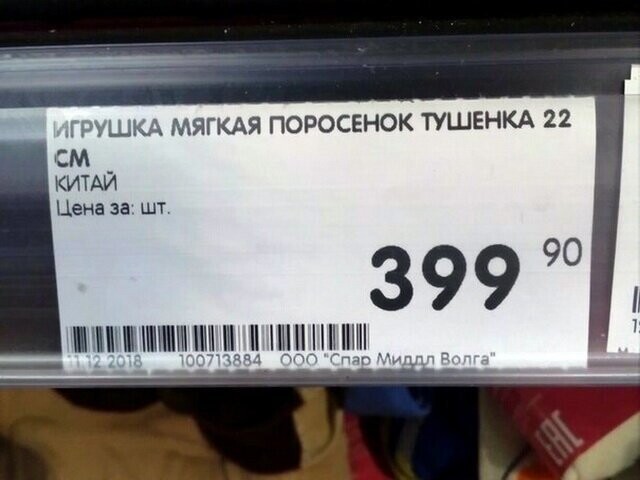 ИГРУШКА МЯГКАЯ ПОРОСЕНОК ТУШЕНКА 22
СМ
КИТАЙ
Цена за: шт.
399 90
11.12.2018 100713884 ООО "Спар Миддл Волга"
EAC